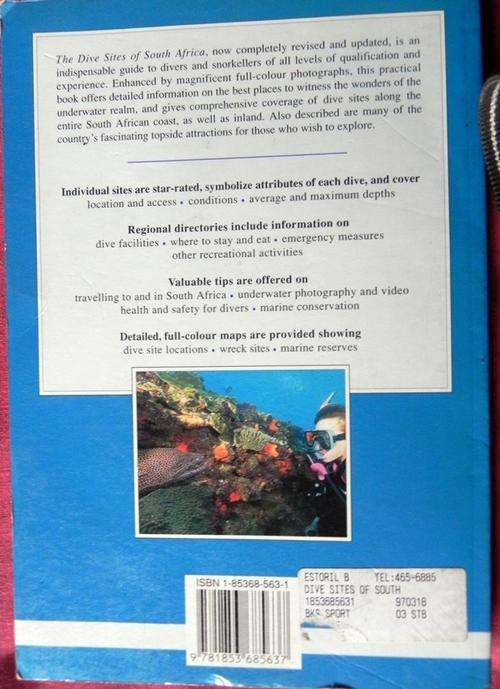 The Dive Sites of South Africa, now completely revised and updated, is an
indispensable guide to divers and snorkellers of all levels of qualification and
experience. Enhanced by magnificent full-colour photographs, this practical
book offers detailed information on the best places to witness the wonders of the
underwater realm, and gives comprehensive coverage of dive sites along the
entire South African coast, as well as inland. Also described are many of the
country's fascinating topside attractions for those who wish to explore.
Individual sites are star-rated, symbolize attributes of each dive, and cover
location and access • conditions • average and maximum depths
Regional directories include information on
dive facilities • where to stay and eat • emergency measures
other recreational activities
Valuable tips are offered on
travelling to and in South Africa • underwater photography and video
health and safety for divers • marine conservation
Detailed, full-colour maps are provided showing
dive site locations • wreck sites • marine reserves
ISBN 1-85368-563-1
9 781853 685637
ESTORIL B TEL:465-6885
DIVE SITES OF SOUTH
1853685631 970318
BKS SPORT 03 STB